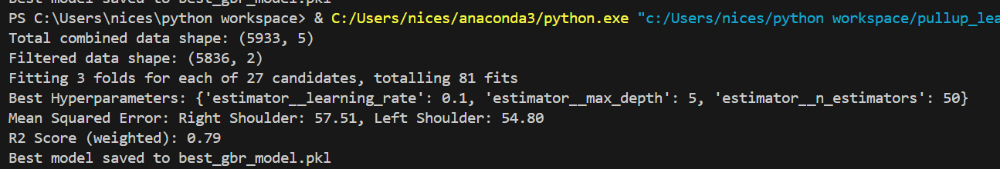 Best model saved to best_gbr_model.pkl
PS C:\Users\nices\python workspace> & C:/Users/nices/anaconda3/python.exe "c:/Users/nices/python workspace/pullup_lea
Total combined data shape: (5933, 5)
Filtered data shape: (5836, 2)
Fitting 3 folds for each of 27 candidates, totalling 81 fits
Best Hyperparameters: {'estimator__learning_rate': 0.1, 'estimator__max_depth': 5, 'estimator__n_estimators': 50}
Mean Squared Error: Right Shoulder: 57.51, Left Shoulder: 54.80
R2 Score (weighted): 0.79
Best model saved to best_gbr_model.pkl